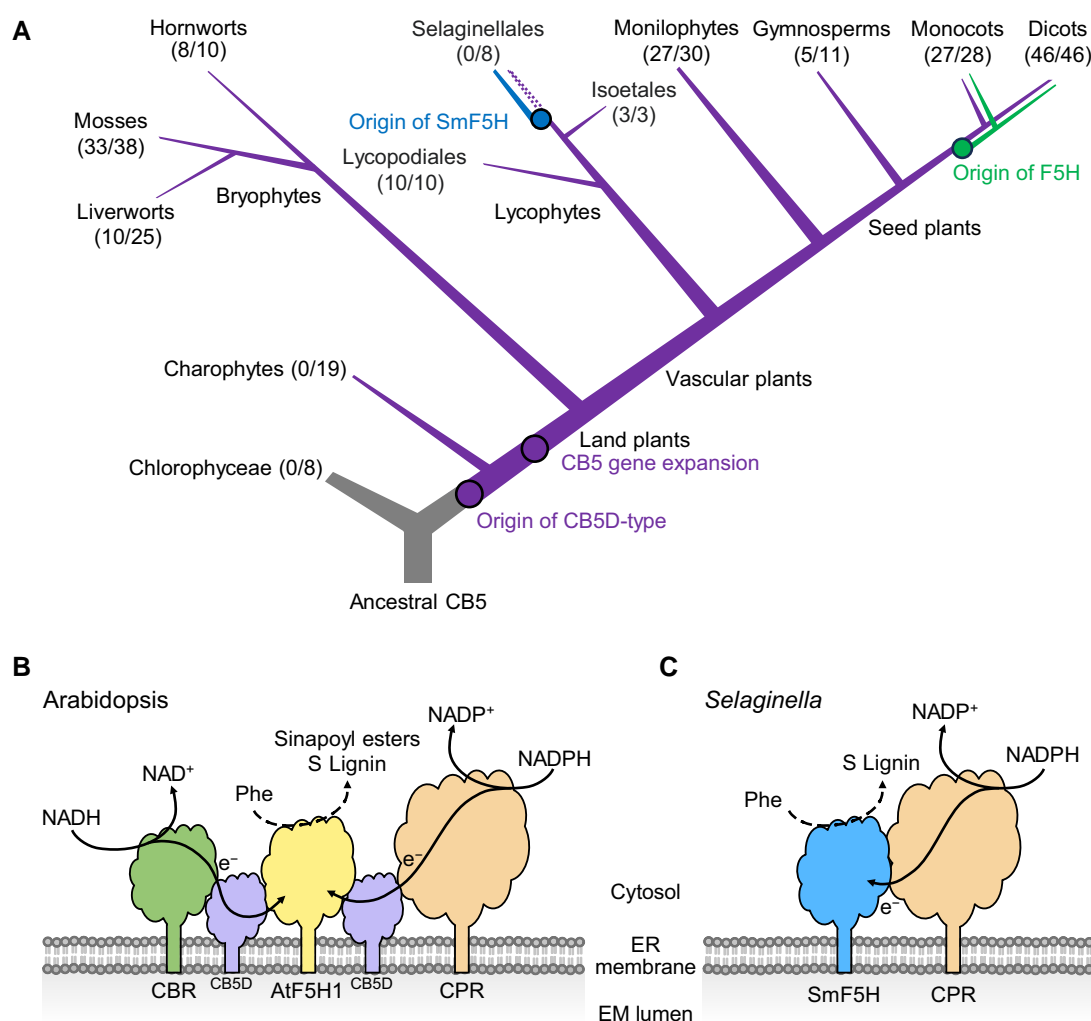 A
Hornworts
(8/10)
Selaginellales
(0/8)
Monilophytes
(27/30)
Gymnosperms
(5/11)
Monocots
(27/28)
Dicots
(46/46)
Mosses
(33/38)
Origin of SmF5H
Isoetales
(3/3)
Lycopodiales
(10/10)
Origin of F5H
Liverworts
(10/25)
Bryophytes
Lycophytes
Seed plants
Charophytes (0/19)
Vascular plants
Land plants
CB5 gene expansion
Chlorophyceae (0/8)
Origin of CB5D-type
Ancestral CB5
B
Arabidopsis
NADH
NAD+
Phe
Sinapoyl esters
S Lignin
NADP+
NADPH
e–
e–
CBR
CB5D
AtF5H1
CB5D
CPR
Cytosol
ER
membrane
EM lumen
C
Selaginella
NADP+
NADPH
S Lignin
Phe
e–
SmF5H
CPR